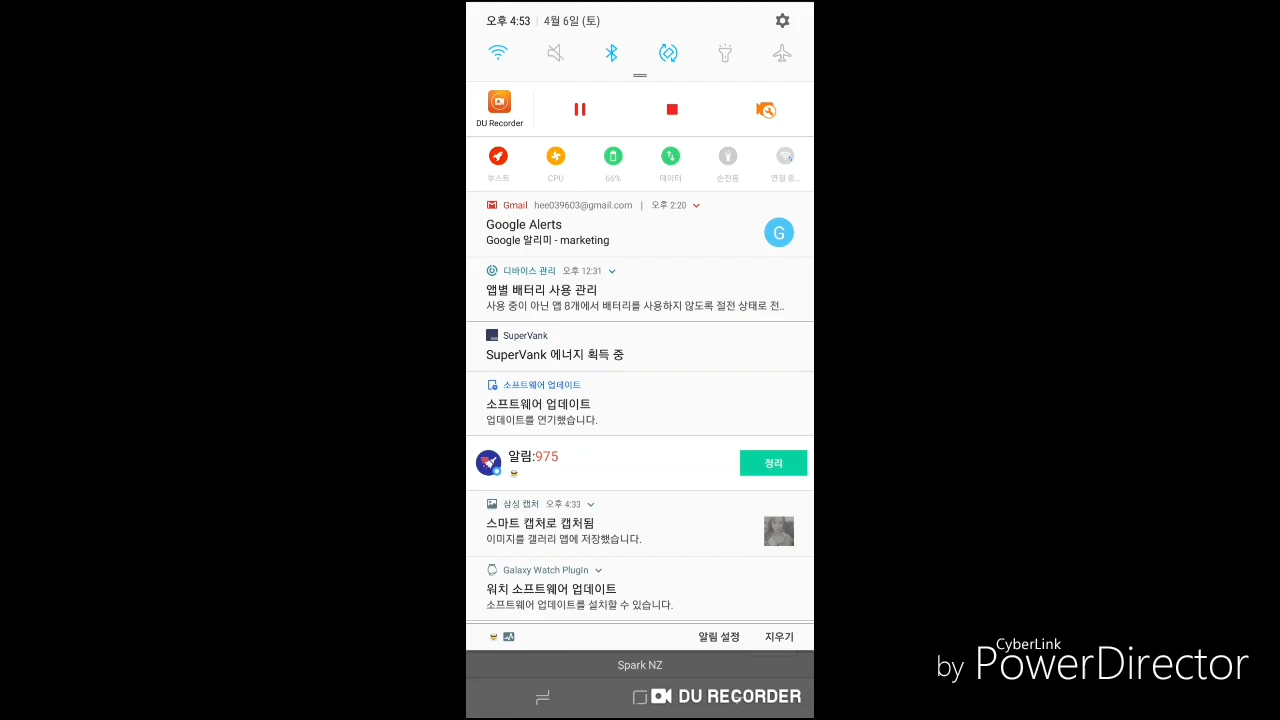 오후 4:53 | 4월 6일 (토)
DU Recorder
부스트
CPU
66%
데이터
손전등
연결 중...
Gmail hee039603@gmail.com | 오후 2:20
Google Alerts
Google 알리미 - marketing
G
디바이스 관리 오후 12:31
앱별 배터리 사용 관리
사용 중이 아닌 앱 8개에서 배터리를 사용하지 않도록 절전 상태로 전..
SuperVank
SuperVank 에너지 획득 중
소프트웨어 업데이트
소프트웨어 업데이트
업데이트를 연기했습니다.
알림:975
정리
삼성 캡처 오후 4:33
스마트 캡처로 캡처됨
이미지를 갤러리 앱에 저장했습니다.
Galaxy Watch PlugIn
워치 소프트웨어 업데이트
소프트웨어 업데이트를 설치할 수 있습니다.
알림 설정 지우기
Spark NZ
DU RECORDER
CyberLink
by PowerDirector